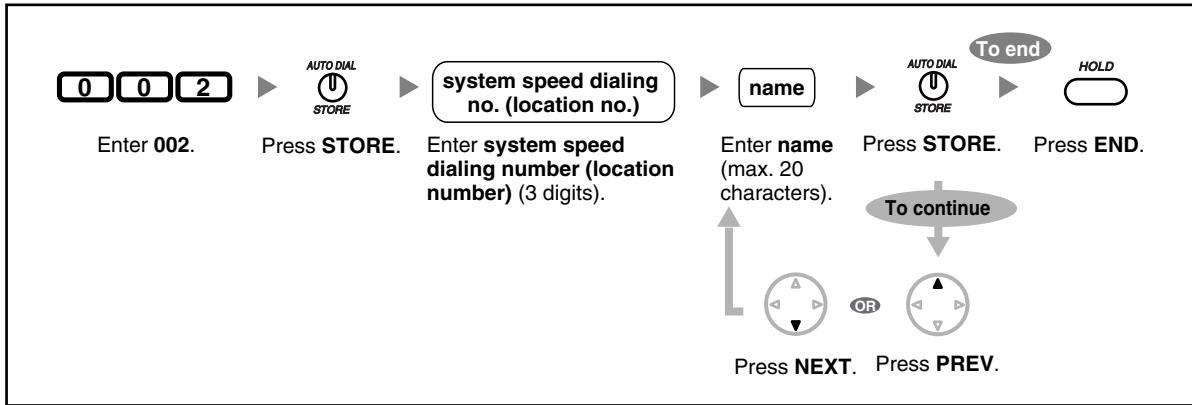 0 0 2
Enter 002.
AUTO DIAL
STORE
Press STORE.
system speed dialing
no. (location no.)
Enter system speed
dialing number (location
number) (3 digits).
name
Enter name
(max. 20
characters).
AUTO DIAL
STORE
Press STORE.
To end
HOLD
Press END.
To continue
OR
Press NEXT.
Press PREV.